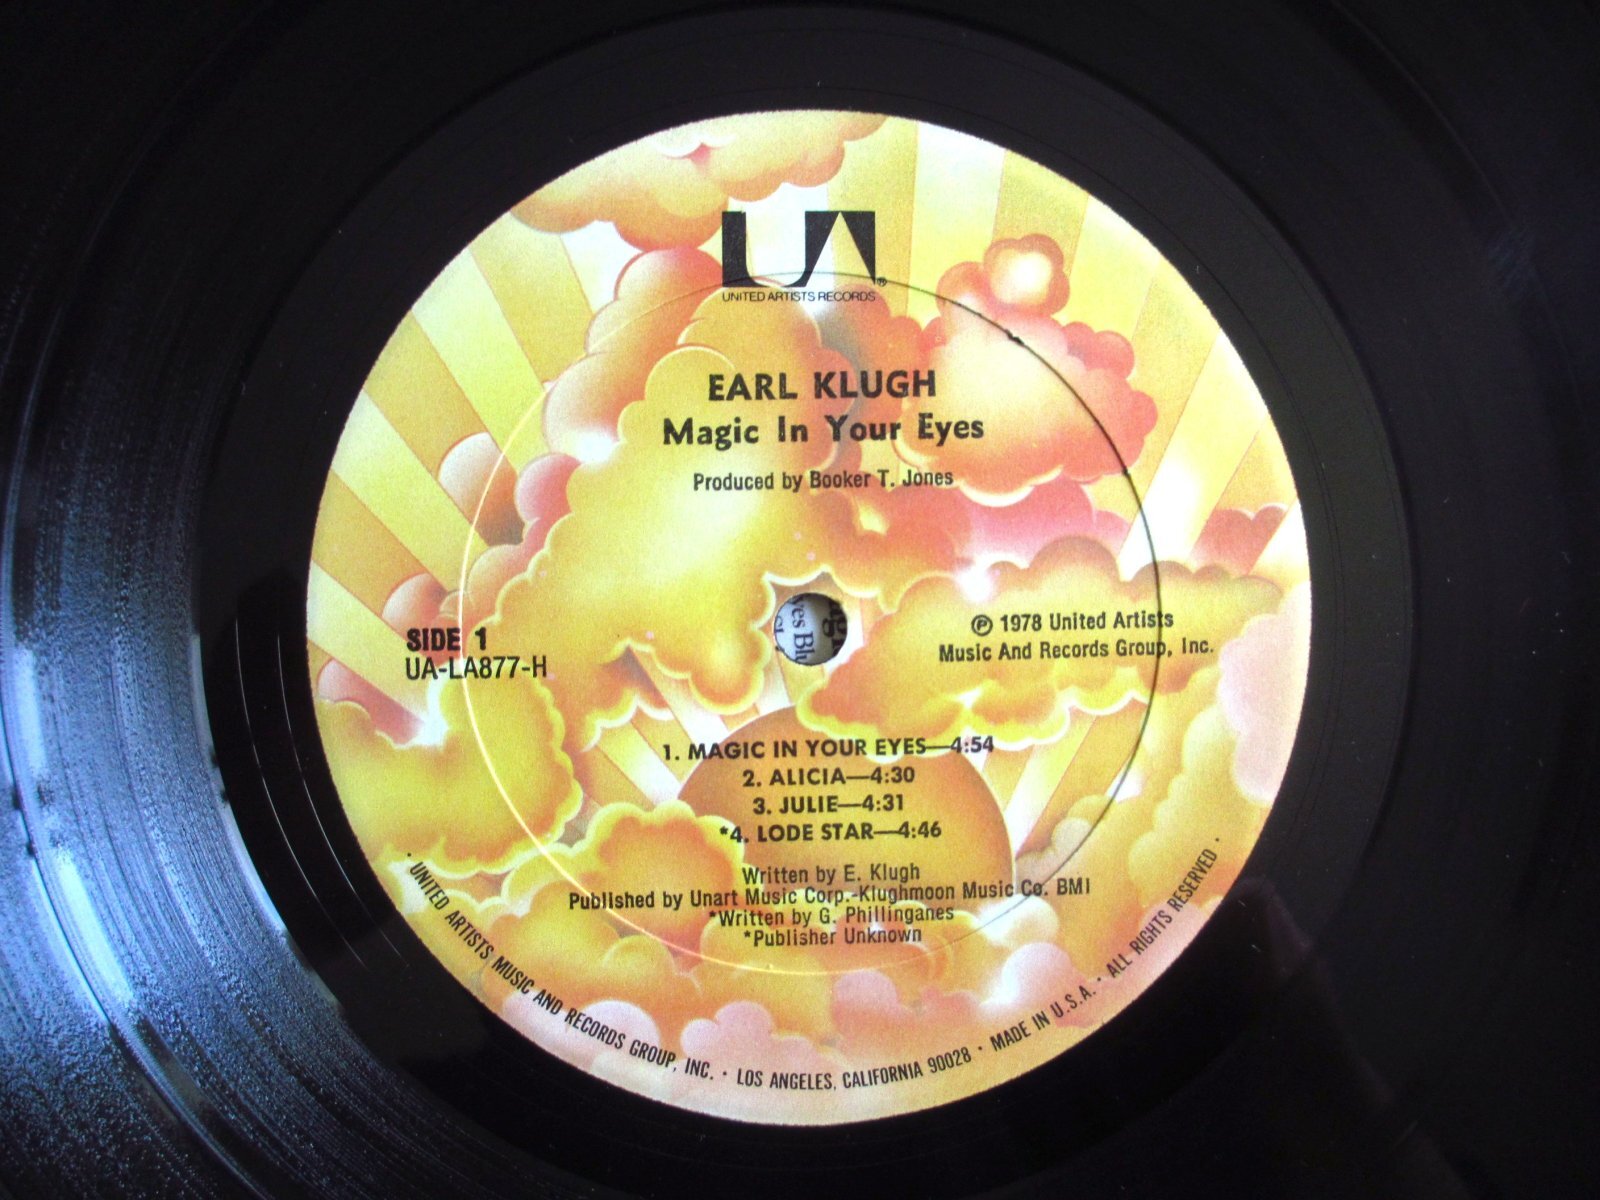 UA®
UNITED ARTISTS RECORDS
EARL KLUGH
Magic In Your Eyes
Produced by Booker T. Jones
SIDE 1
UA-LA877-H
℗ 1978 United Artists
Music And Records Group, Inc.
1. MAGIC IN YOUR EYES—4:54
2. ALICIA—4:30
3. JULIE—4:31
*4. LODE STAR—4:46
Written by E. Klugh
Published by Unart Music Corp.-Klughmoon Music Co. BMI
*Written by G. Phillinganes
*Publisher Unknown
· UNITED ARTISTS MUSIC AND RECORDS GROUP, INC. · LOS ANGELES, CALIFORNIA 90028 · MADE IN U.S.A. · ALL RIGHTS RESERVED ·